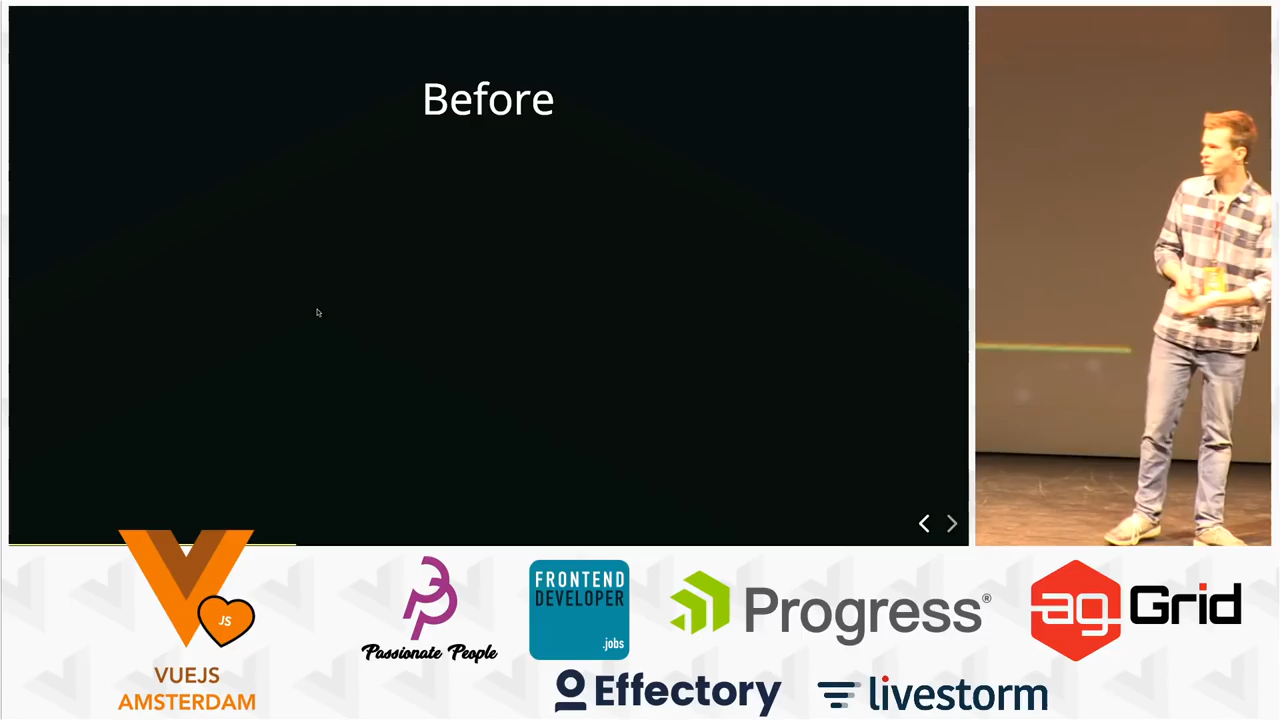 Before
JS
VUEJS
AMSTERDAM
Passionate People
FRONTEND
DEVELOPER
.jobs
Progress®
ag Grid
Effectory
livestorm